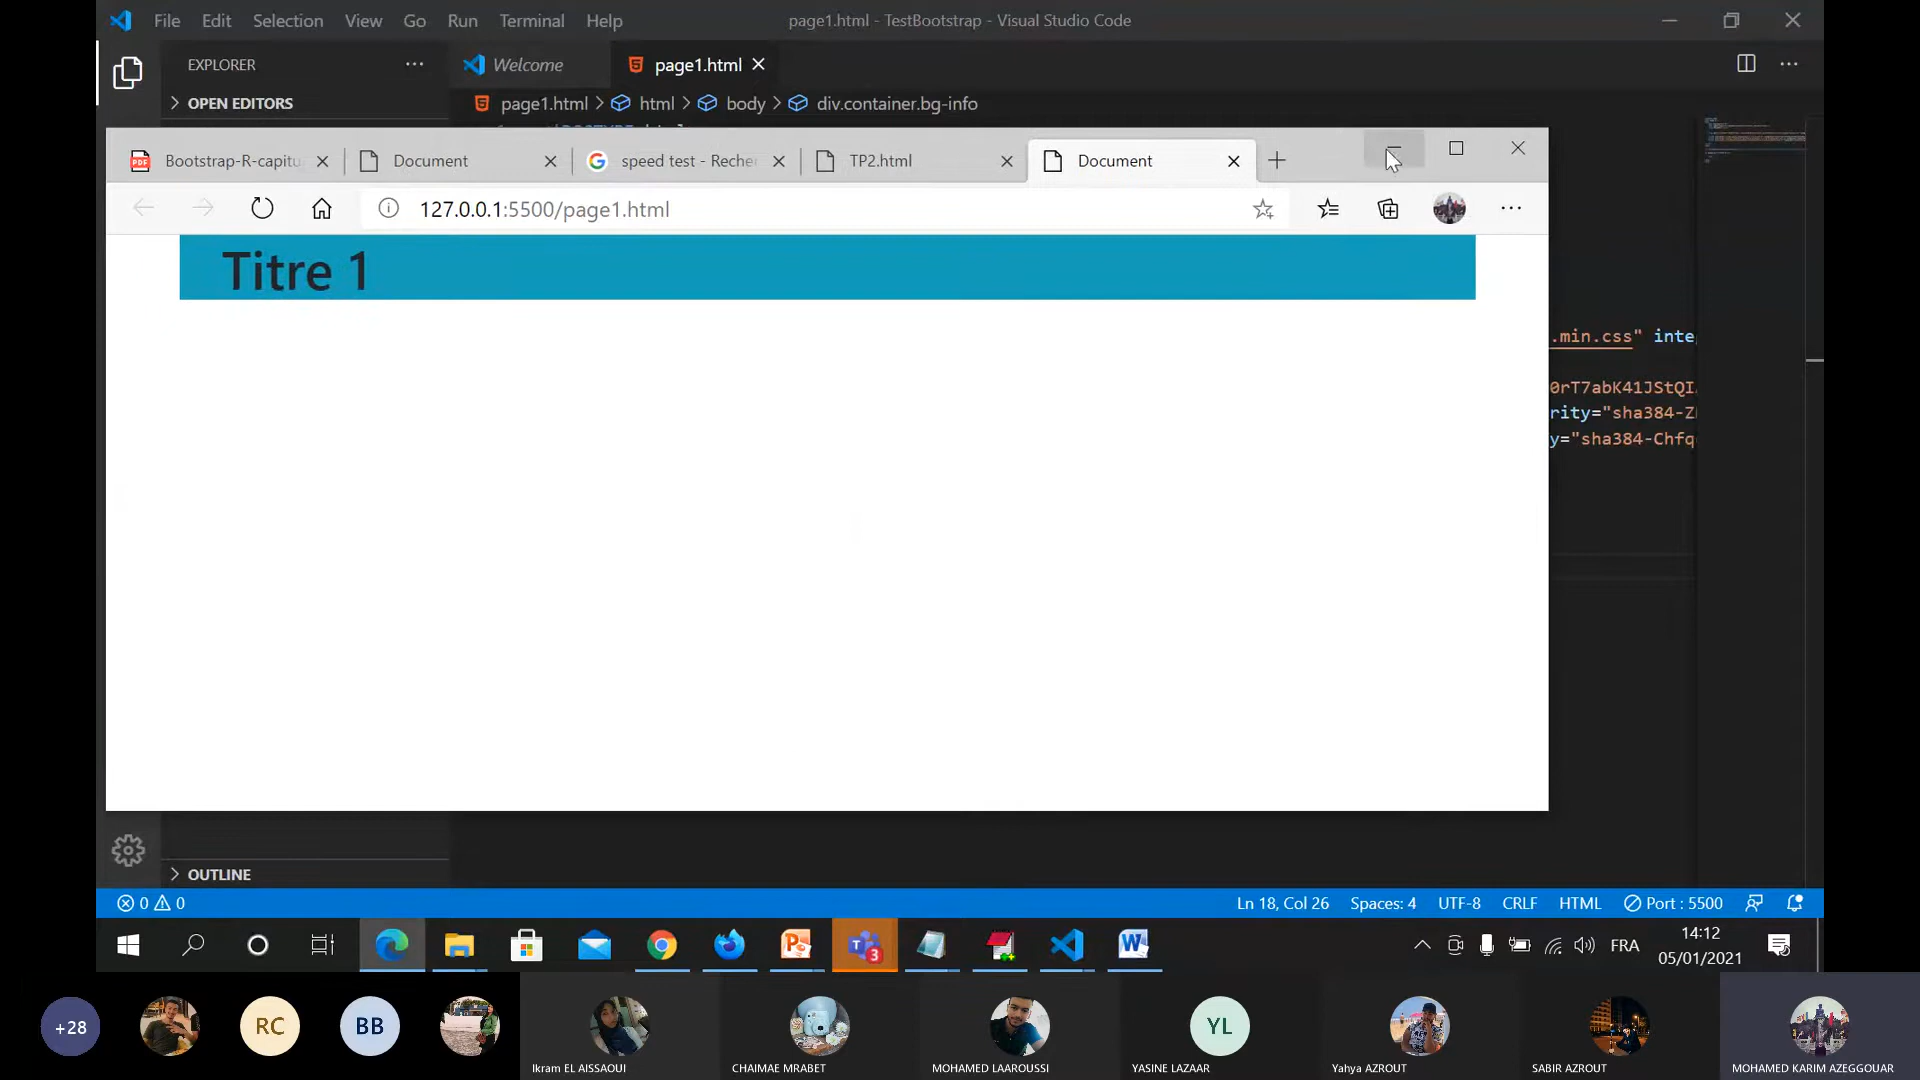 File Edit Selection View Go Run Terminal Help page1.html - TestBootstrap - Visual Studio Code
EXPLORER Welcome page1.html
OPEN EDITORS page1.html > html > body > div.container.bg-info
Bootstrap-R-capitu Document speed test - Reche TP2.html Document
127.0.0.1:5500/page1.html
Titre 1
.min.css" inte
0rT7abK41JStQI
rity="sha384-Z
y="sha384-Chfq
OUTLINE
0 0 Ln 18, Col 26 Spaces: 4 UTF-8 CRLF HTML Port : 5500
3 FRA 14:12
05/01/2021
+28 RC BB YL
Ikram EL AISSAOUI CHAIMAE MRABET MOHAMED LAAROUSSI YASINE LAZAAR Yahya AZROUT SABIR AZROUT MOHAMED KARIM AZEGGOUAR